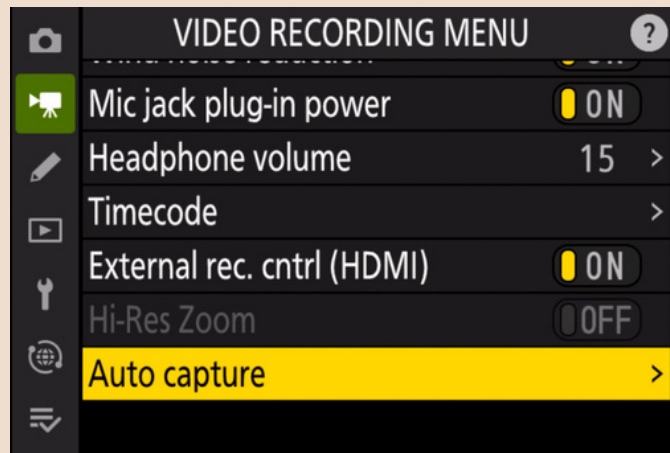 VIDEO RECORDING MENU ?
Mic jack plug-in power ON
Headphone volume 15 >
Timecode >
External rec. cntrl (HDMI) ON
Hi-Res Zoom OFF
Auto capture >